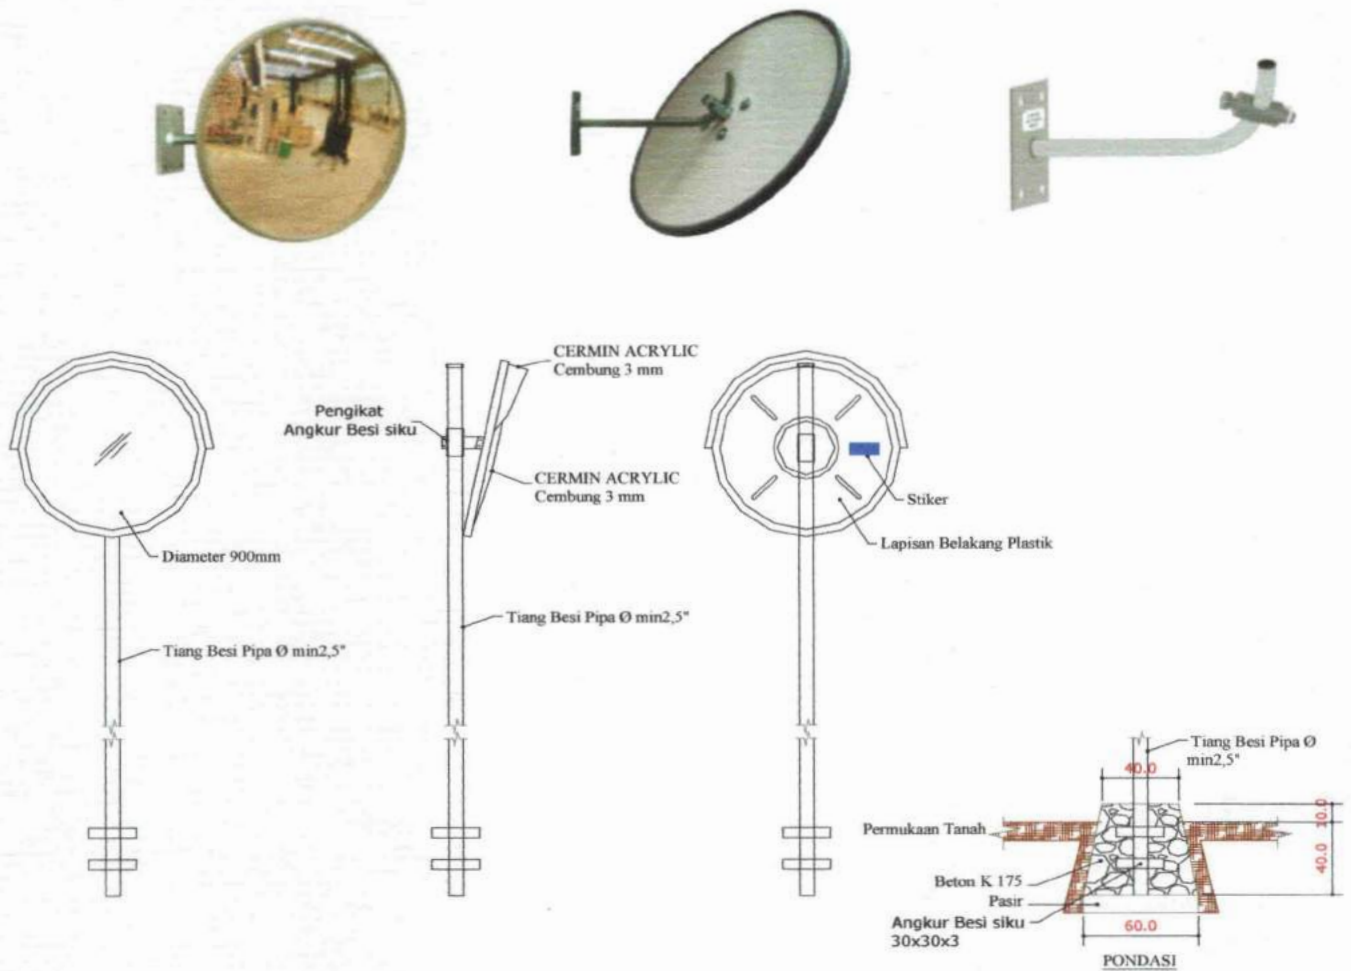 CERMIN ACRYLIC
Cembung 3 mm
Pengikat
Angkur Besi siku
CERMIN ACRYLIC
Cembung 3 mm
Diameter 900mm
Tiang Besi Pipa Ø min2,5"
Tiang Besi Pipa Ø min2,5"
Stiker
Lapisan Belakang Plastik
Tiang Besi Pipa Ø
min2,5"
40.0
10.0
Permukaan Tanah
40.0
Beton K 175
Pasir
Angkur Besi siku
30x30x3
60.0
PONDASI